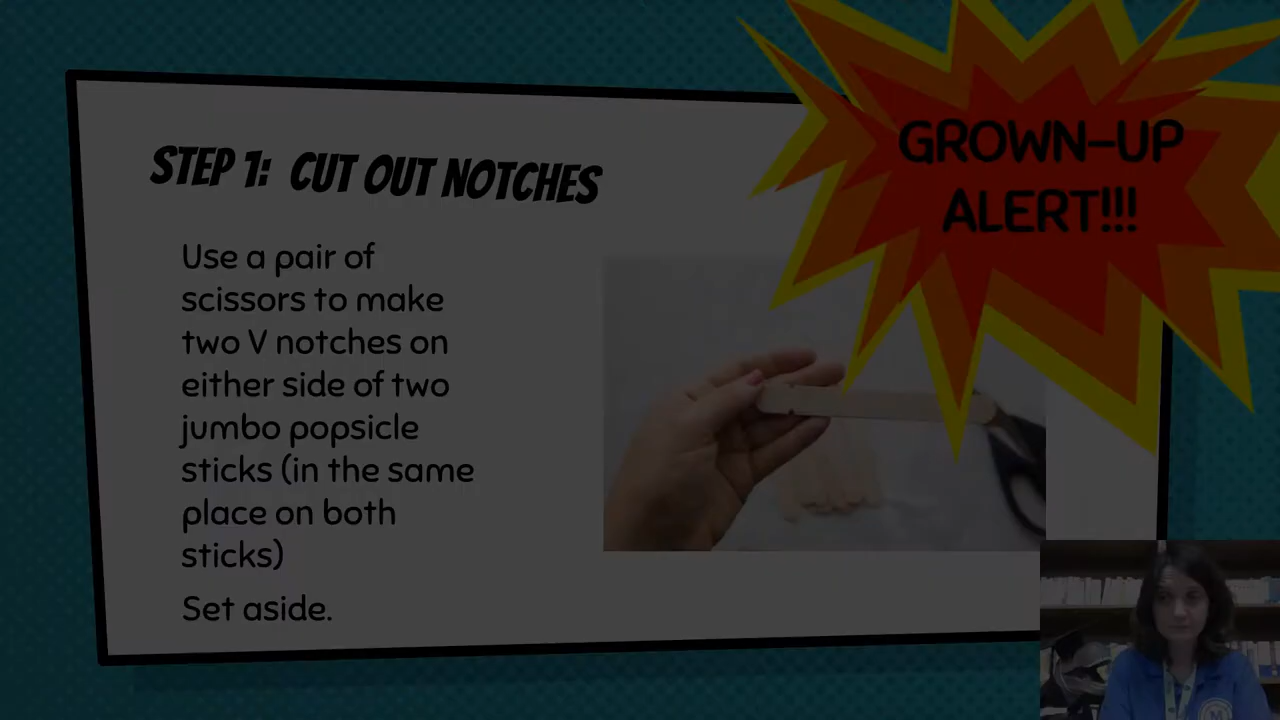 STEP 1: CUT OUT NOTCHES
GROWN-UP
ALERT!!!
Use a pair of
scissors to make
two V notches on
either side of two
jumbo popsicle
sticks (in the same
place on both
sticks)
Set aside.